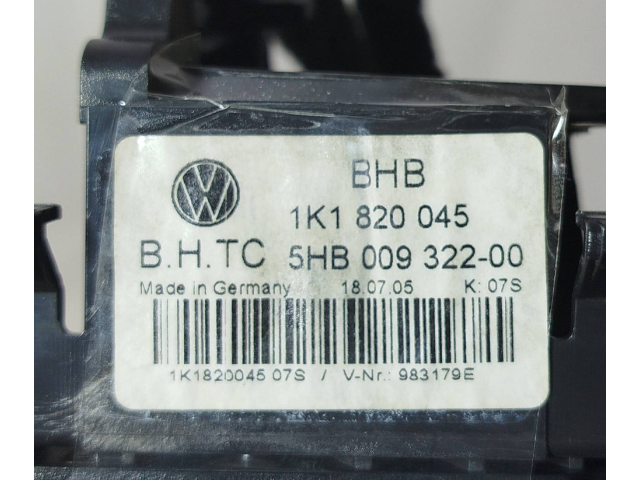 BHB
1K1 820 045
B.H.TC 5HB 009 322-00
Made in Germany 18.07.05 K: 07S
1K1820045 07S / V-Nr.: 983179E